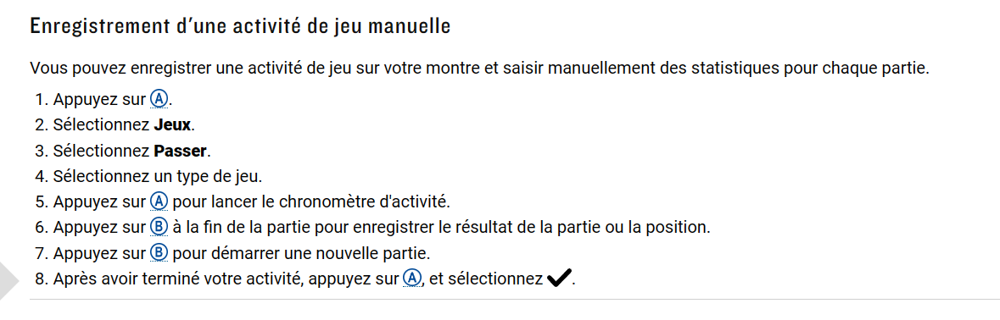 Enregistrement d'une activité de jeu manuelle
Vous pouvez enregistrer une activité de jeu sur votre montre et saisir manuellement des statistiques pour chaque partie.
1. Appuyez sur Ⓐ.
2. Sélectionnez Jeux.
3. Sélectionnez Passer.
4. Sélectionnez un type de jeu.
5. Appuyez sur Ⓐ pour lancer le chronomètre d'activité.
6. Appuyez sur Ⓑ à la fin de la partie pour enregistrer le résultat de la partie ou la position.
7. Appuyez sur Ⓑ pour démarrer une nouvelle partie.
8. Après avoir terminé votre activité, appuyez sur Ⓐ, et sélectionnez ✔.